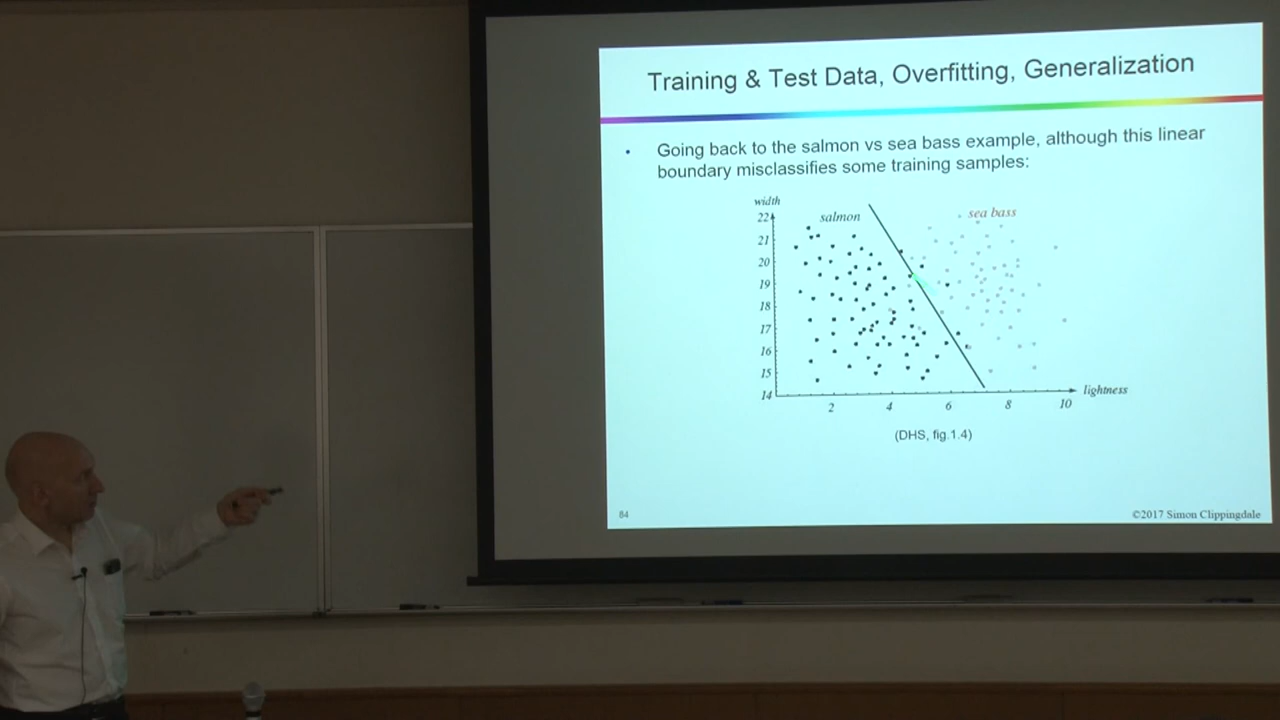 Training & Test Data, Overfitting, Generalization
• Going back to the salmon vs sea bass example, although this linear
boundary misclassifies some training samples:
width
salmon
sea bass
22
21
20
19
18
17
16
15
14
2 4 6 8 10
lightness
(DHS, fig.1.4)
84
©2017 Simon Clippingdale